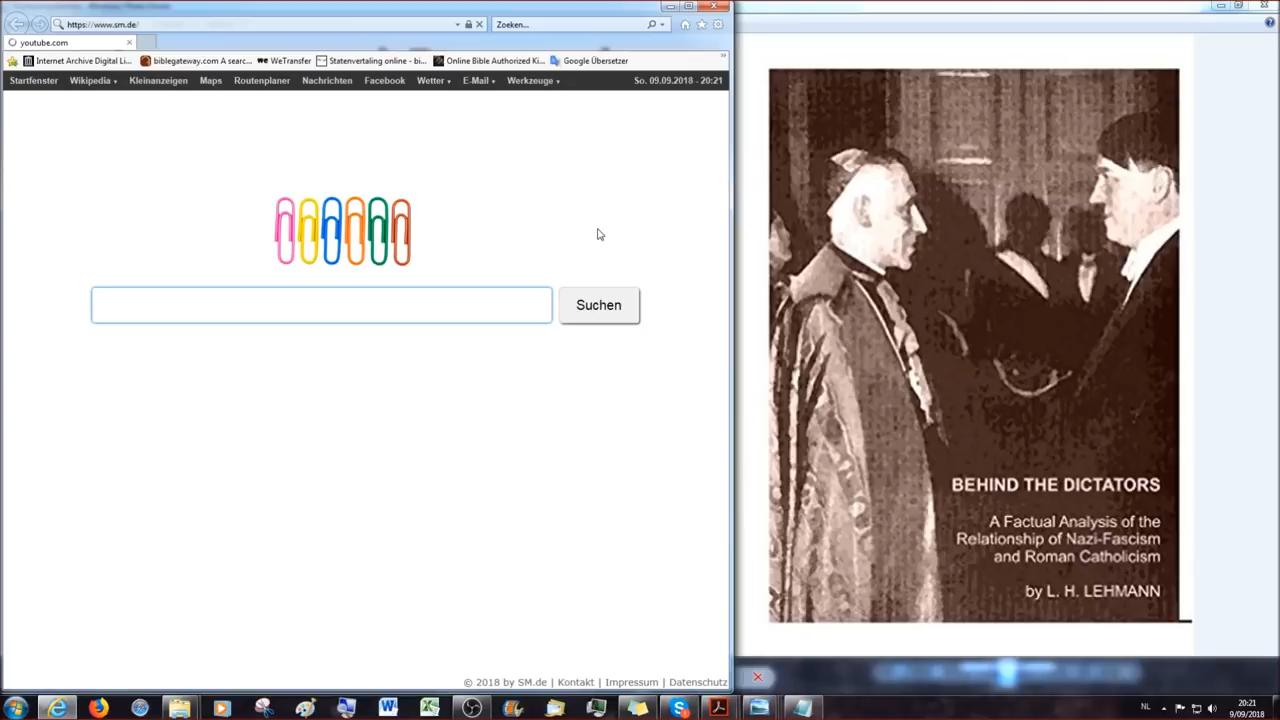 https://www.sm.de/
Zoeken...
youtube.com
Internet Archive Digital Li...
biblegateway.com A searc...
WeTransfer
Statenvertaling online - bi...
Online Bible Authorized Ki...
Google Übersetzer
Startfenster
Wikipedia
Kleinanzeigen
Maps
Routenplaner
Nachrichten
Facebook
Wetter
E-Mail
Werkzeuge
So. 09.09.2018 - 20:21
Suchen
© 2018 by SM.de | Kontakt | Impressum | Datenschutz
BEHIND THE DICTATORS
A Factual Analysis of the
Relationship of Nazi-Fascism
and Roman Catholicism
by L. H. LEHMANN
NL
20:21
9/09/2018